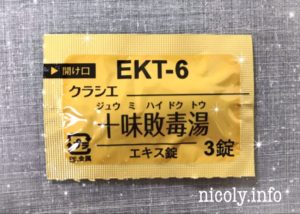 ▶開け口
EKT-6
クラシエ
ジュウ ミ ハイ ドク トウ
十味敗毒湯
エキス錠
3錠
nicoly.info